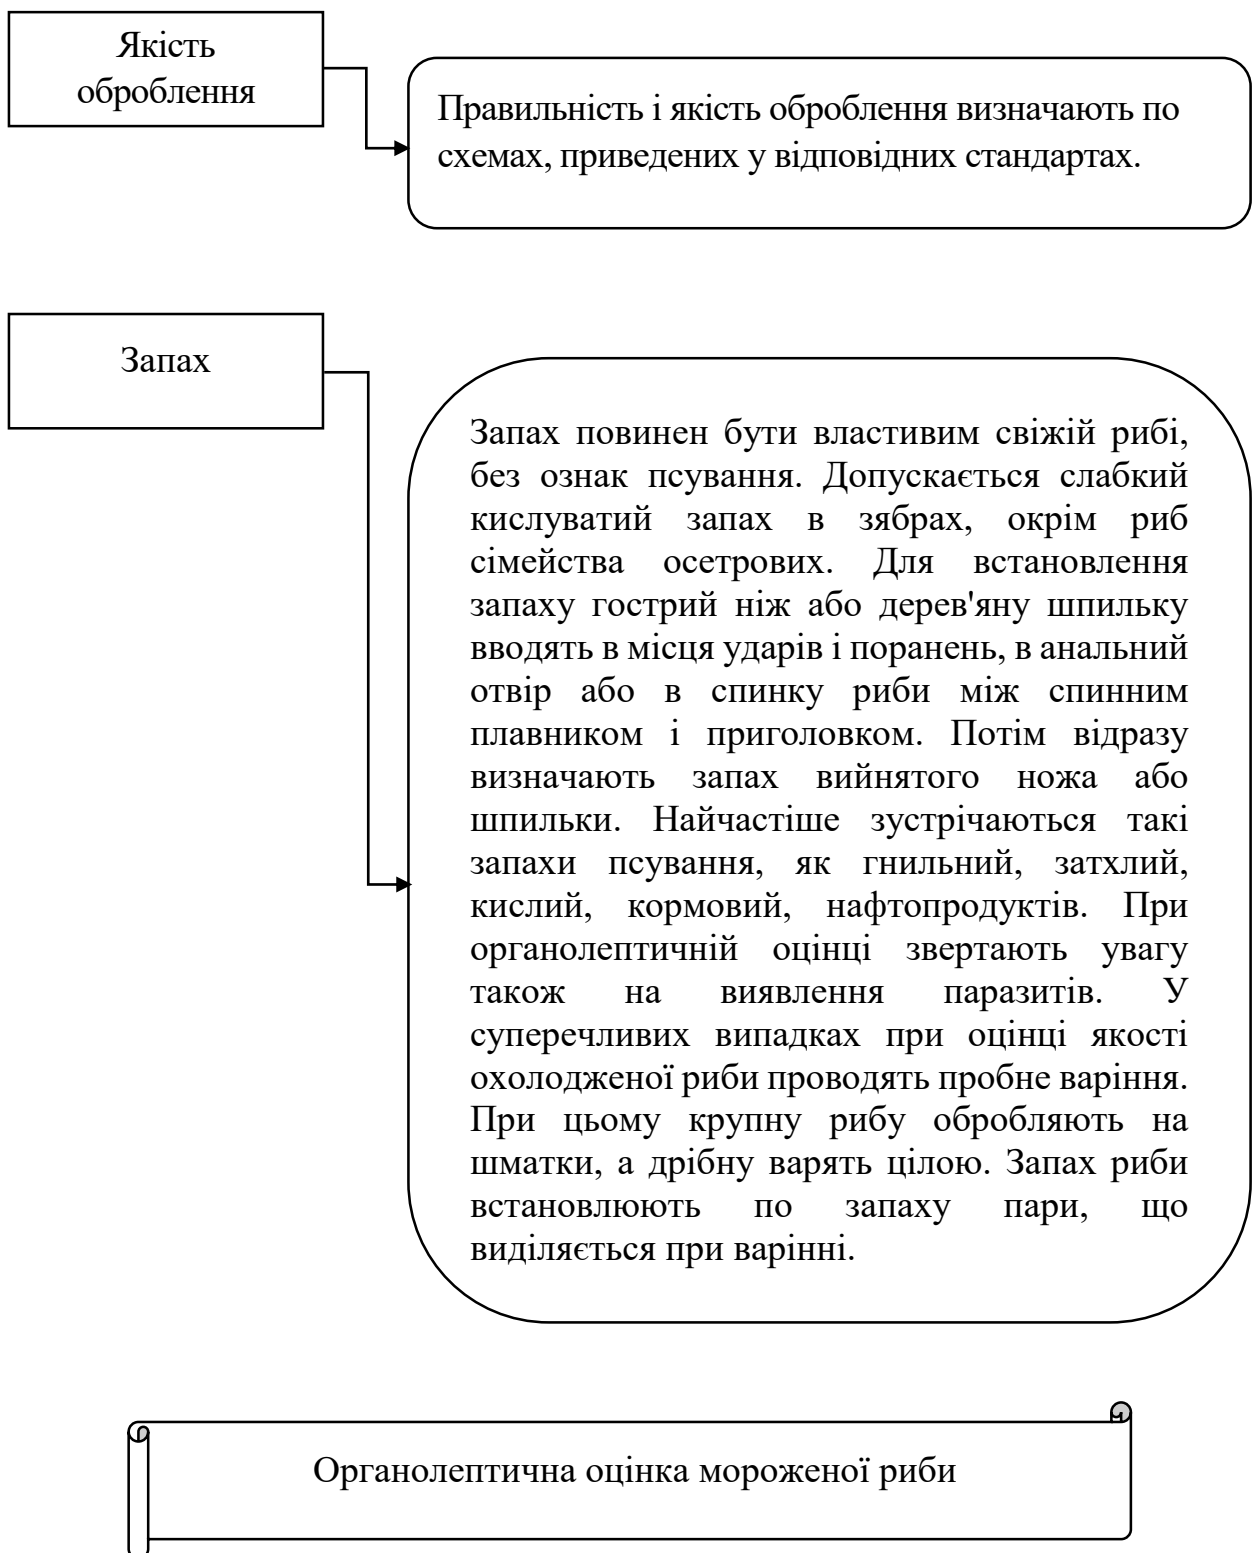 Якість
оброблення
Правильність і якість оброблення визначають по
схемах, приведених у відповідних стандартах.
Запах
Запах повинен бути властивим свіжій рибі,
без ознак псування. Допускається слабкий
кислуватий запах в зябрах, окрім риб
сімейства осетрових. Для встановлення
запаху гострий ніж або дерев'яну шпильку
вводять в місця ударів і поранень, в анальний
отвір або в спинку риби між спинним
плавником і приголовком. Потім відразу
визначають запах вийнятого ножа або
шпильки. Найчастіше зустрічаються такі
запахи псування, як гнильний, затхлий,
кислий, кормовий, нафтопродуктів. При
органолептичній оцінці звертають увагу
також на виявлення паразитів. У
суперечливих випадках при оцінці якості
охолодженої риби проводять пробне варіння.
При цьому крупну рибу обробляють на
шматки, а дрібну варять цілою. Запах риби
встановлюють по запаху пари, що
виділяється при варінні.
Органолептична оцінка мороженої риби